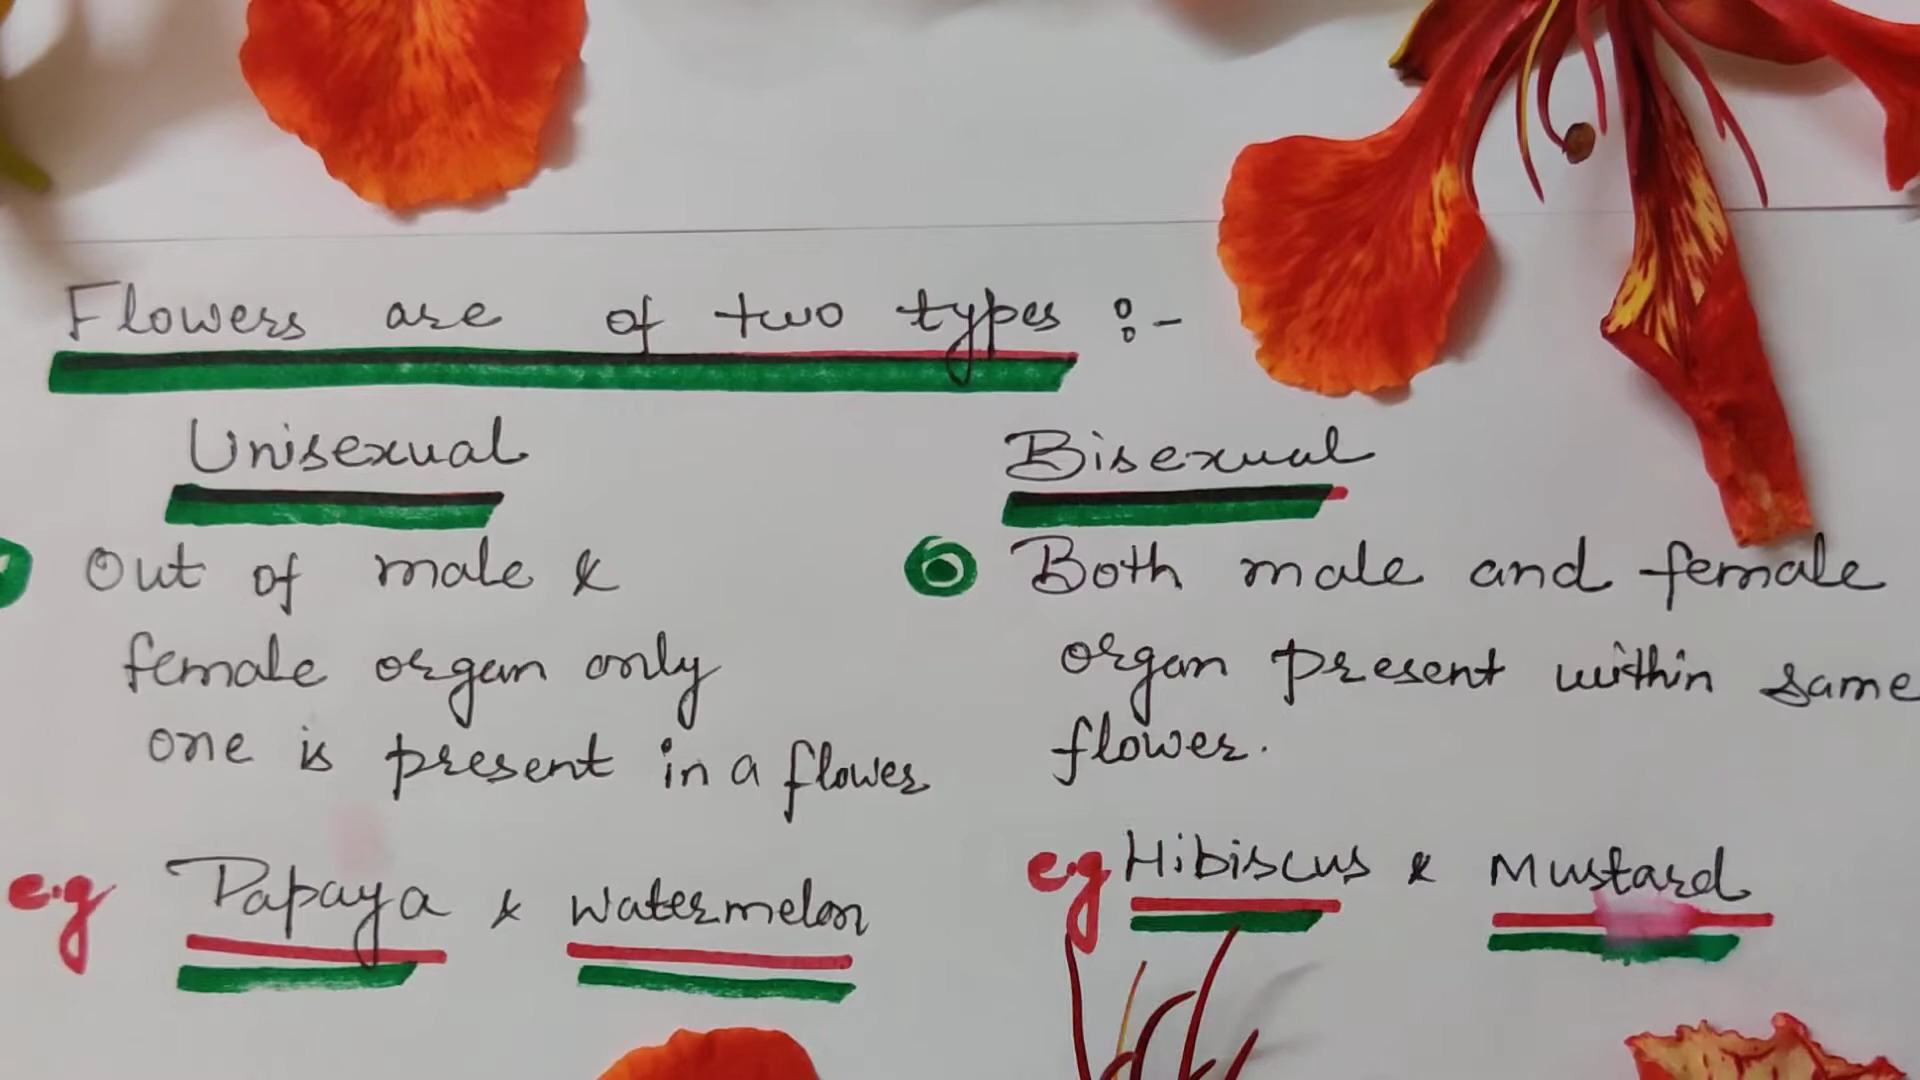 Flowers are of two types :-
Unisexual
Out of male &
female organ only
one is present in a flower
e.g Papaya & Watermelon
Bisexual
Both male and female
organ present within same
flower.
e.g Hibiscus & Mustard